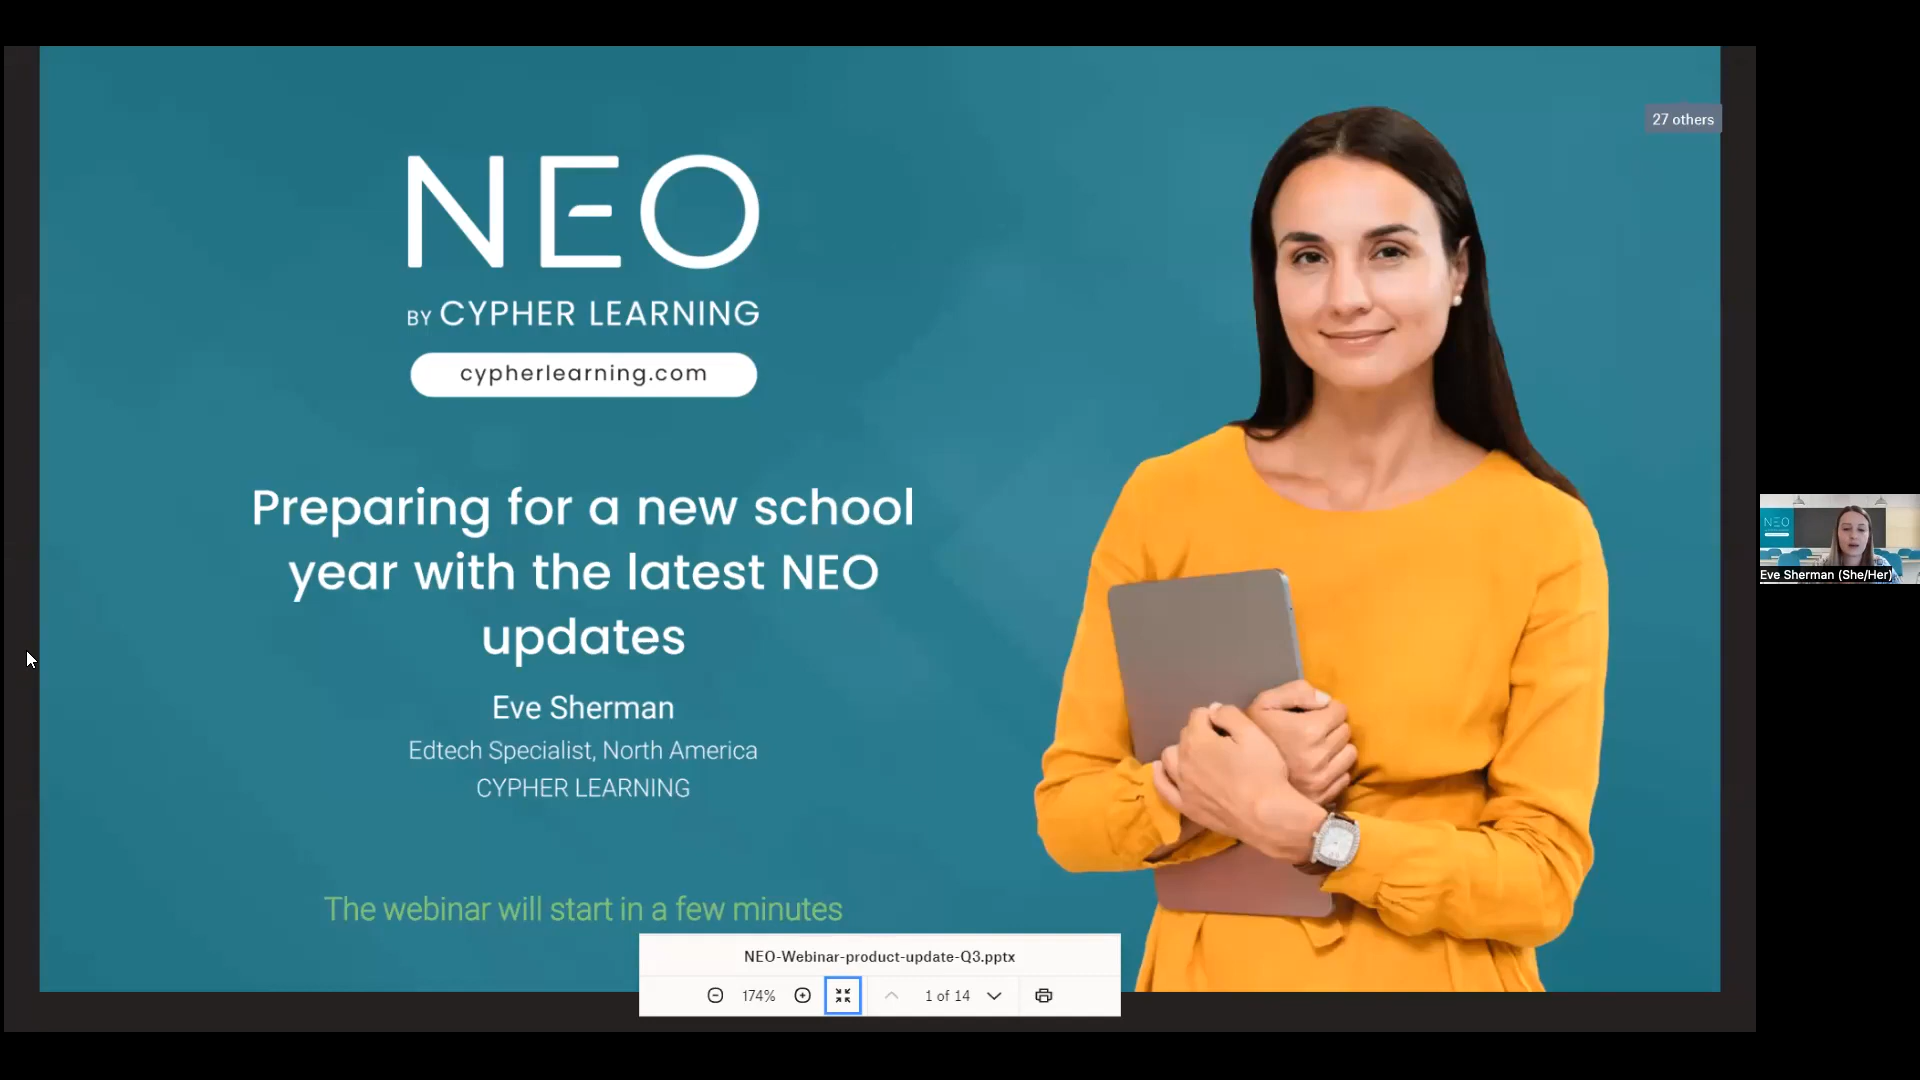 NEO
BY CYPHER LEARNING
cypherlearning.com
27 others
Preparing for a new school
year with the latest NEO
updates
Eve Sherman
Edtech Specialist, North America
CYPHER LEARNING
The webinar will start in a few minutes
NEO-Webinar-product-update-Q3.pptx
174%
1 of 14
NEO
Eve Sherman (She/Her)